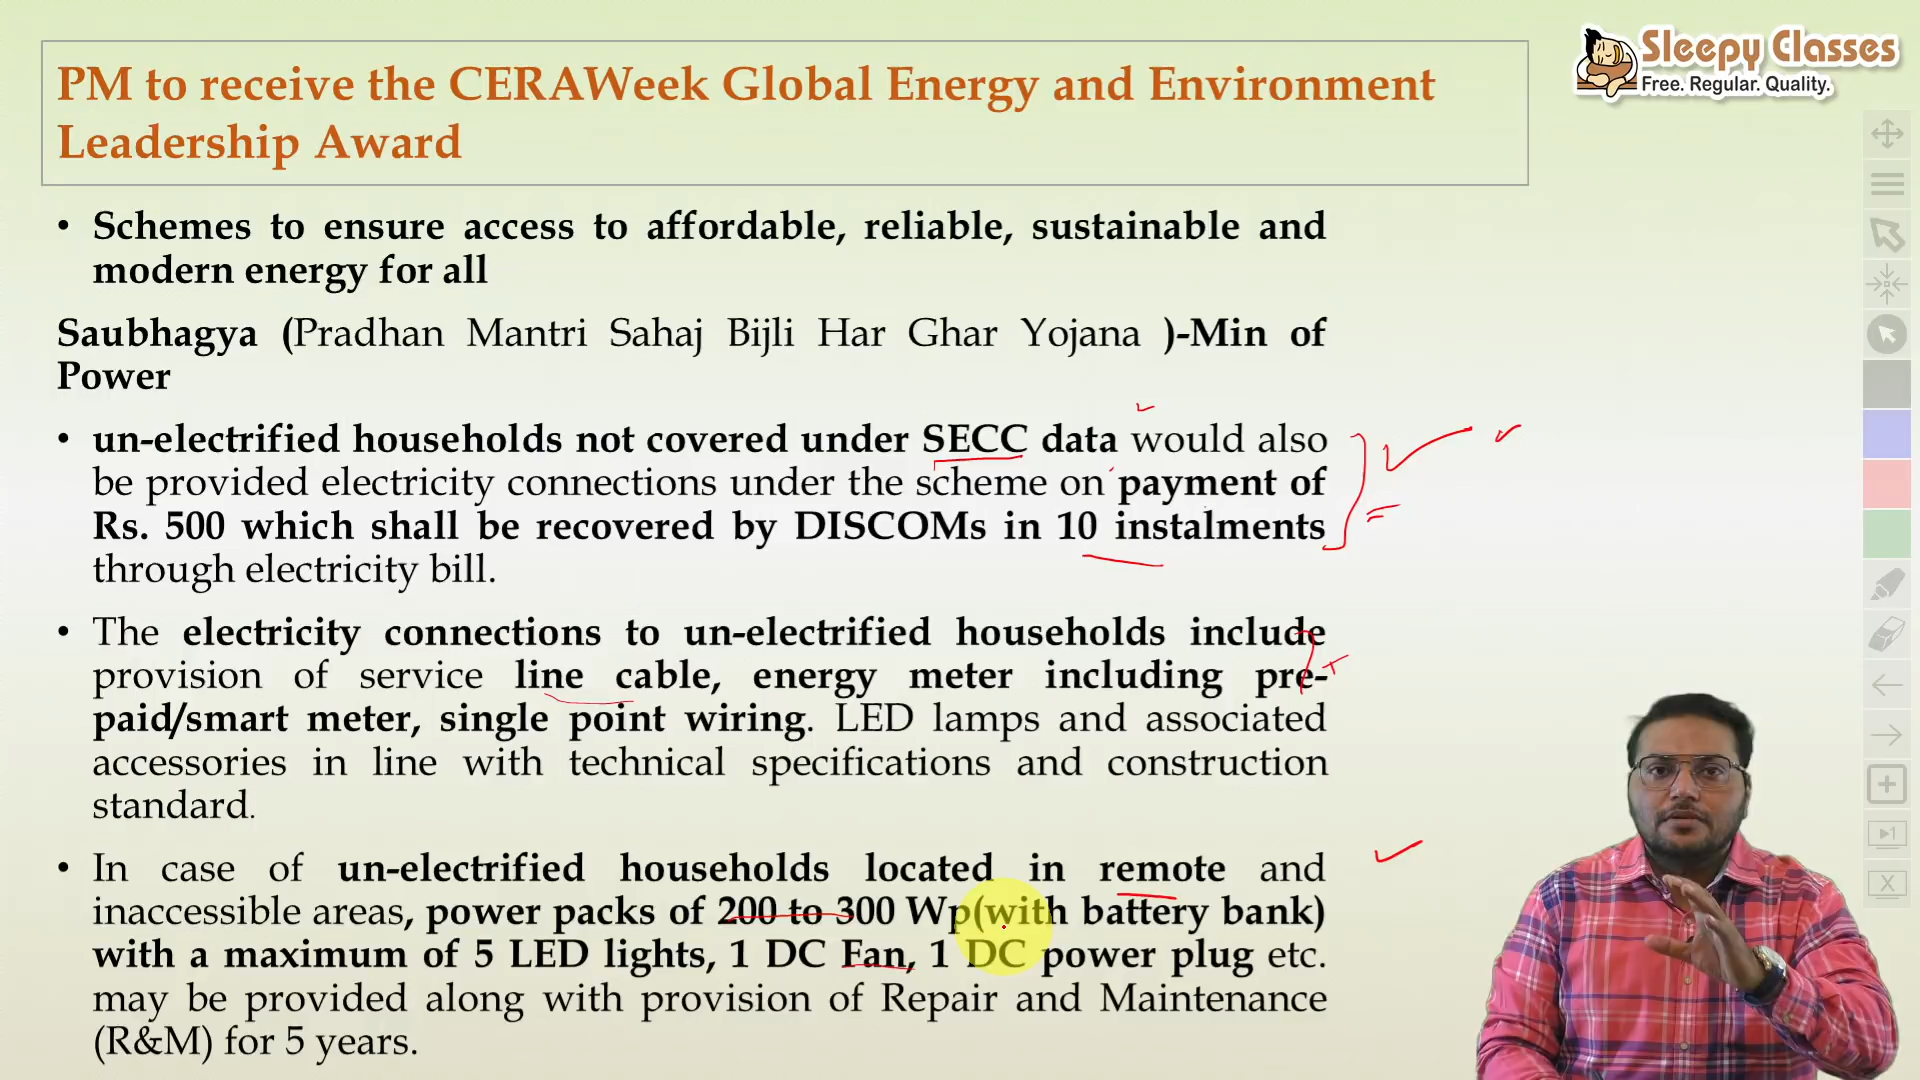 Sleepy Classes
Free. Regular. Quality.
PM to receive the CERAWeek Global Energy and Environment
Leadership Award
• Schemes to ensure access to affordable, reliable, sustainable and
modern energy for all
Saubhagya (Pradhan Mantri Sahaj Bijli Har Ghar Yojana )-Min of
Power
• un-electrified households not covered under SECC data would also
be provided electricity connections under the scheme on payment of
Rs. 500 which shall be recovered by DISCOMs in 10 instalments
through electricity bill.
• The electricity connections to un-electrified households include
provision of service line cable, energy meter including pre-
paid/smart meter, single point wiring. LED lamps and associated
accessories in line with technical specifications and construction
standard.
• In case of un-electrified households located in remote and
inaccessible areas, power packs of 200 to 300 Wp(with battery bank)
with a maximum of 5 LED lights, 1 DC Fan, 1 DC power plug etc.
may be provided along with provision of Repair and Maintenance
(R&M) for 5 years.